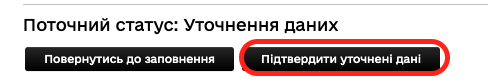 Поточний статус: Уточнення даних
Повернутись до заповнення Підтвердити уточнені дані